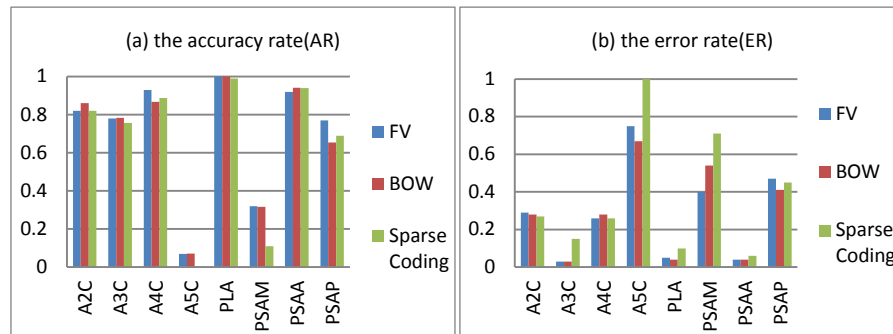 (a) the accuracy rate(AR)
1
0.8
0.6
0.4
0.2
0
A2C
A3C
A4C
A5C
PLA
PSAM
PSAA
PSAP
FV
BOW
Sparse
Coding
(b) the error rate(ER)
1
0.8
0.6
0.4
0.2
0
A2C
A3C
A4C
A5C
PLA
PSAM
PSAA
PSAP
FV
BOW
Sparse
Coding